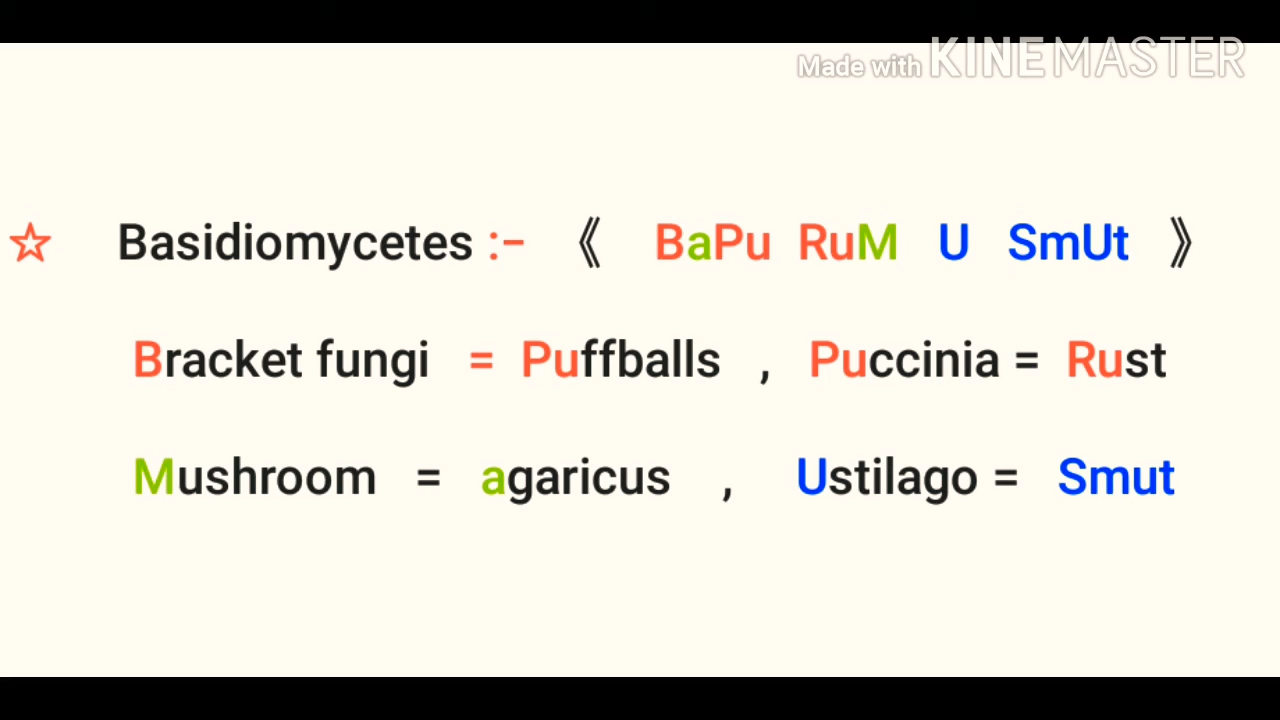 Made with KINEMASTER
☆ Basidiomycetes :- 《 BaPu RuM U SmUt 》
Bracket fungi = Puffballs , Puccinia = Rust
Mushroom = agaricus , Ustilago = Smut